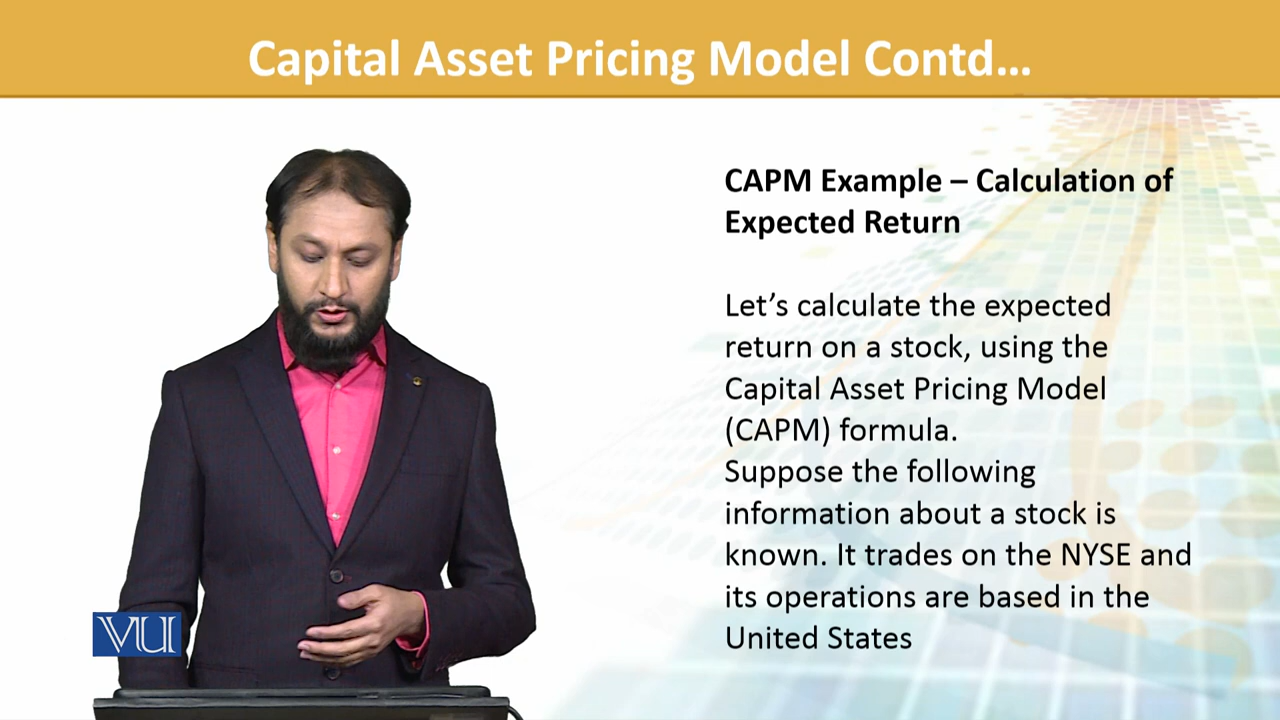 Capital Asset Pricing Model Contd...
CAPM Example – Calculation of
Expected Return
Let's calculate the expected
return on a stock, using the
Capital Asset Pricing Model
(CAPM) formula.
Suppose the following
information about a stock is
known. It trades on the NYSE and
its operations are based in the
United States
VU